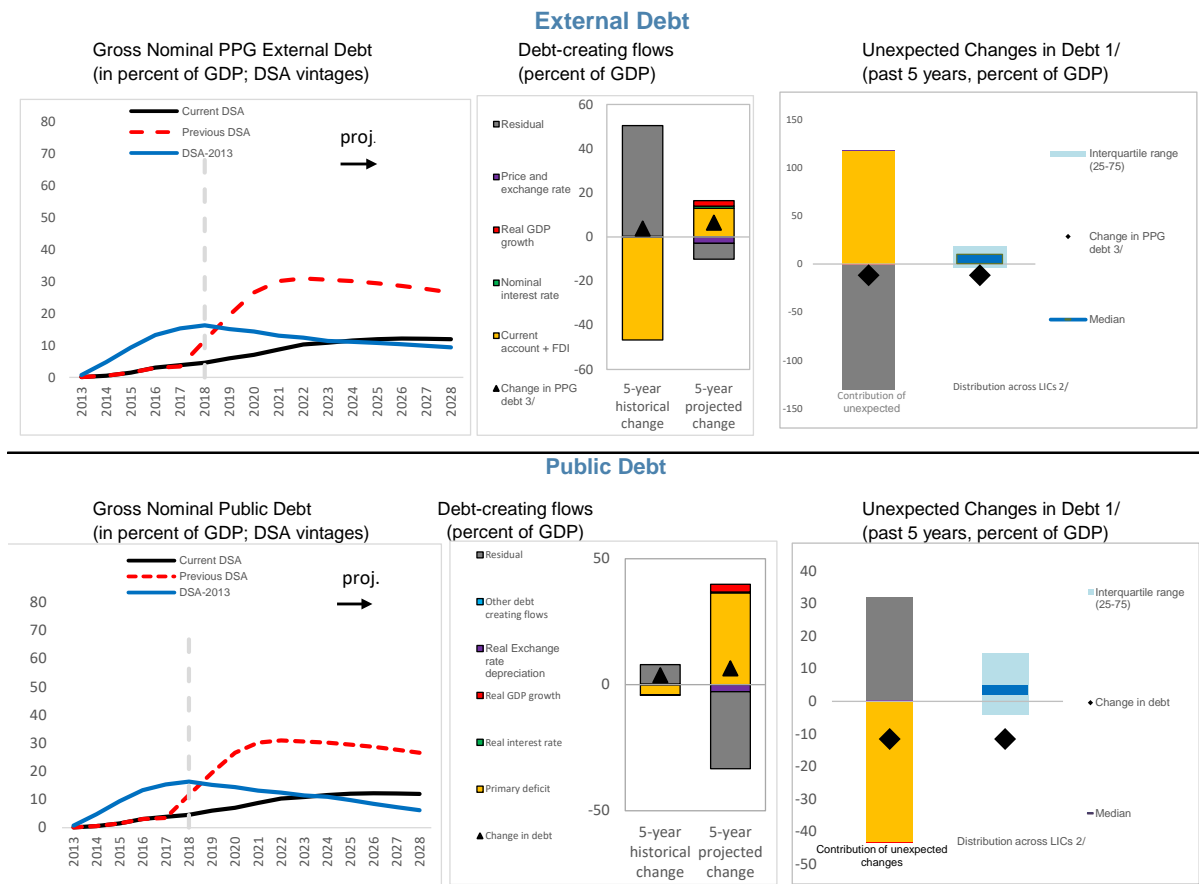 External Debt
Gross Nominal PPG External Debt
(in percent of GDP; DSA vintages)
Debt-creating flows
(percent of GDP)
Unexpected Changes in Debt 1/
(past 5 years, percent of GDP)
Current DSA
Previous DSA
DSA-2013
proj.
80
70
60
50
40
30
20
10
0
2013
2014
2015
2016
2017
2018
2019
2020
2021
2022
2023
2024
2025
2026
2027
2028
Residual
Price and
exchange rate
Real GDP
growth
Nominal
interest rate
Current
account + FDI
Change in PPG
debt 3/
60
40
20
0
-20
-40
-60
5-year
historical
change
5-year
projected
change
150
100
50
0
-50
-100
-150
Contribution of
unexpected
Distribution across LICs 2/
Interquartile range
(25-75)
Change in PPG
debt 3/
Median
Public Debt
Gross Nominal Public Debt
(in percent of GDP; DSA vintages)
Debt-creating flows
(percent of GDP)
Unexpected Changes in Debt 1/
(past 5 years, percent of GDP)
Current DSA
Previous DSA
DSA-2013
proj.
80
70
60
50
40
30
20
10
0
2013
2014
2015
2016
2017
2018
2019
2020
2021
2022
2023
2024
2025
2026
2027
2028
Residual
Other debt
creating flows
Real Exchange
rate
depreciation
Real GDP growth
Real interest rate
Primary deficit
Change in debt
50
0
-50
5-year
historical
change
5-year
projected
change
40
30
20
10
0
-10
-20
-30
-40
-50
Contribution of unexpected
changes
Distribution across LICs 2/
Interquartile range
(25-75)
Change in debt
Median